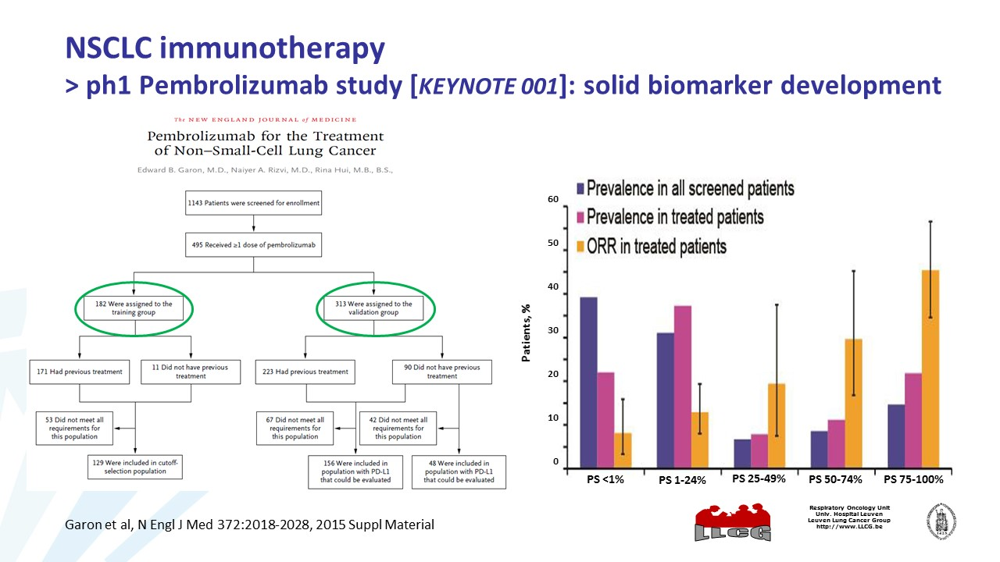 NSCLC immunotherapy
> ph1 Pembrolizumab study [KEYNOTE 001]: solid biomarker development
The NEW ENGLAND JOURNAL of MEDICINE
Pembrolizumab for the Treatment
of Non–Small-Cell Lung Cancer
Edward B. Garon, M.D., Naiyer A. Rizvi, M.D., Rina Hui, M.B., B.S.,
1143 Patients were screened for enrollment
495 Received ≥1 dose of pembrolizumab
182 Were assigned to the
training group
313 Were assigned to the
validation group
171 Had previous treatment
11 Did not have previous
treatment
223 Had previous treatment
90 Did not have previous
treatment
53 Did not meet all
requirements for
this population
67 Did not meet all
requirements for
this population
42 Did not meet all
requirements for
this population
129 Were included in cutoff-
selection population
156 Were included in
population with PD-L1
that could be evaluated
48 Were included in
population with PD-L1
that could be evaluated
Prevalence in all screened patients
Prevalence in treated patients
ORR in treated patients
Patients, %
60
50
40
30
20
10
0
PS <1%
PS 1-24%
PS 25-49%
PS 50-74%
PS 75-100%
Garon et al, N Engl J Med 372:2018-2028, 2015 Suppl Material
LLCG
Respiratory Oncology Unit
Univ. Hospital Leuven
Leuven Lung Cancer Group
http://www.LLCG.be